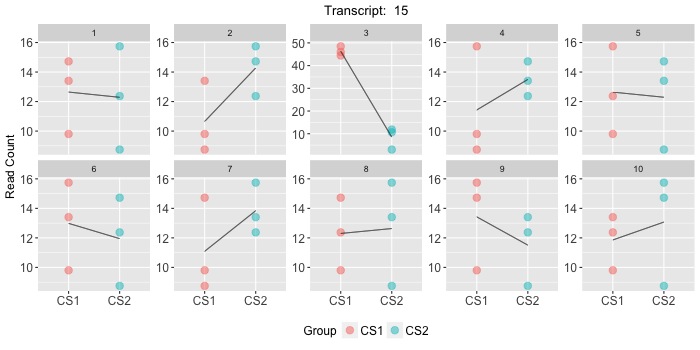 Transcript: 15
1 2 3 4 5
16 16 50 16 16
14 14 40 14 14
30
12 12 20 12 12
10 10 10 10 10
Read Count
6 7 8 9 10
16 16 16 16 16
14 14 14 14 14
12 12 12 12 12
10 10 10 10 10
CS1 CS2 CS1 CS2 CS1 CS2 CS1 CS2 CS1 CS2
Group CS1 CS2